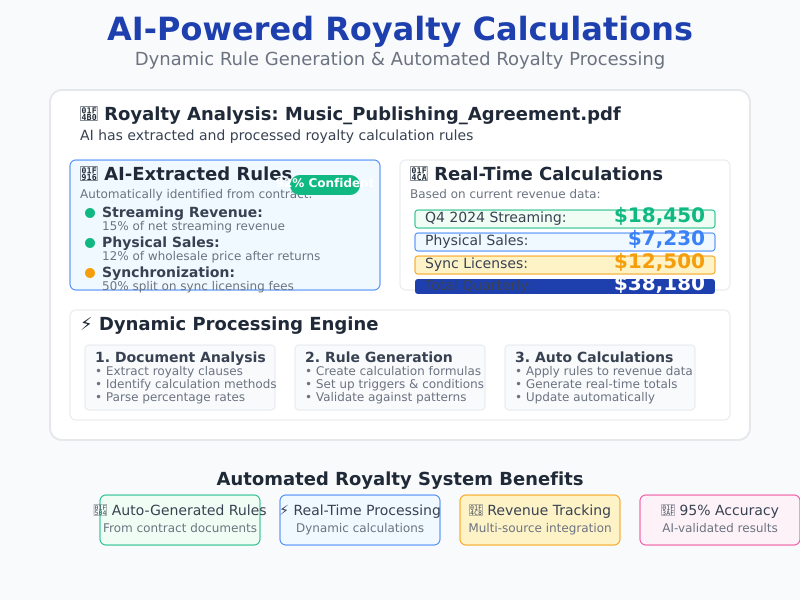 AI-Powered Royalty Calculations
Dynamic Rule Generation & Automated Royalty Processing
Royalty Analysis: Music_Publishing_Agreement.pdf
AI has extracted and processed royalty calculation rules
AI-Extracted Rules
% Confident
Automatically identified from contract:
Streaming Revenue:
15% of net streaming revenue
Physical Sales:
12% of wholesale price after returns
Synchronization:
50% split on sync licensing fees
Real-Time Calculations
Based on current revenue data:
Q4 2024 Streaming: $18,450
Physical Sales: $7,230
Sync Licenses: $12,500
Total Quarterly: $38,180
⚡ Dynamic Processing Engine
1. Document Analysis
• Extract royalty clauses
• Identify calculation methods
• Parse percentage rates
2. Rule Generation
• Create calculation formulas
• Set up triggers & conditions
• Validate against patterns
3. Auto Calculations
• Apply rules to revenue data
• Generate real-time totals
• Update automatically
Automated Royalty System Benefits
Auto-Generated Rules
From contract documents
⚡ Real-Time Processing
Dynamic calculations
Revenue Tracking
Multi-source integration
95% Accuracy
AI-validated results